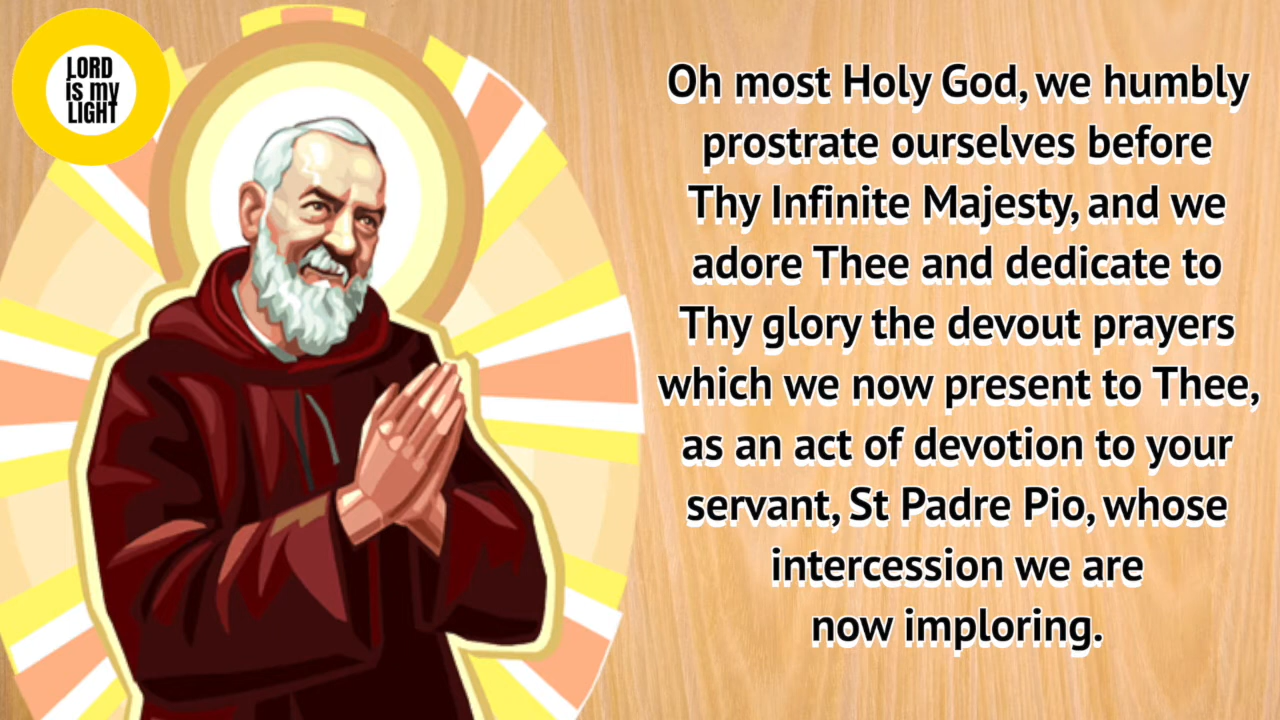 LORD
is my
LIGHT
Oh most Holy God, we humbly
prostrate ourselves before
Thy Infinite Majesty, and we
adore Thee and dedicate to
Thy glory the devout prayers
which we now present to Thee,
as an act of devotion to your
servant, St Padre Pio, whose
intercession we are
now imploring.